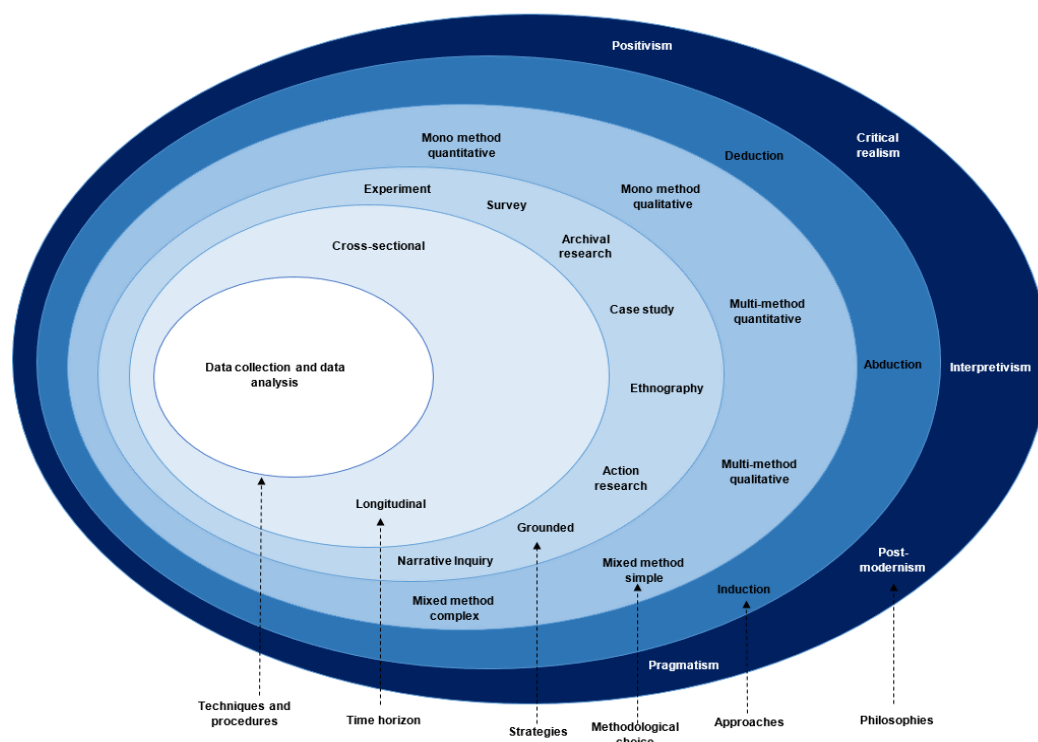 Positivism
Critical
realism
Interpretivism
Post-
modernism
Pragmatism
Deduction
Abduction
Induction
Mono method
quantitative
Mono method
qualitative
Multi-method
quantitative
Multi-method
qualitative
Mixed method
simple
Mixed method
complex
Experiment
Survey
Archival
research
Case study
Ethnography
Action
research
Grounded
Narrative Inquiry
Cross-sectional
Longitudinal
Data collection and data
analysis
Techniques and
procedures
Time horizon
Strategies
Methodological
choice
Approaches
Philosophies